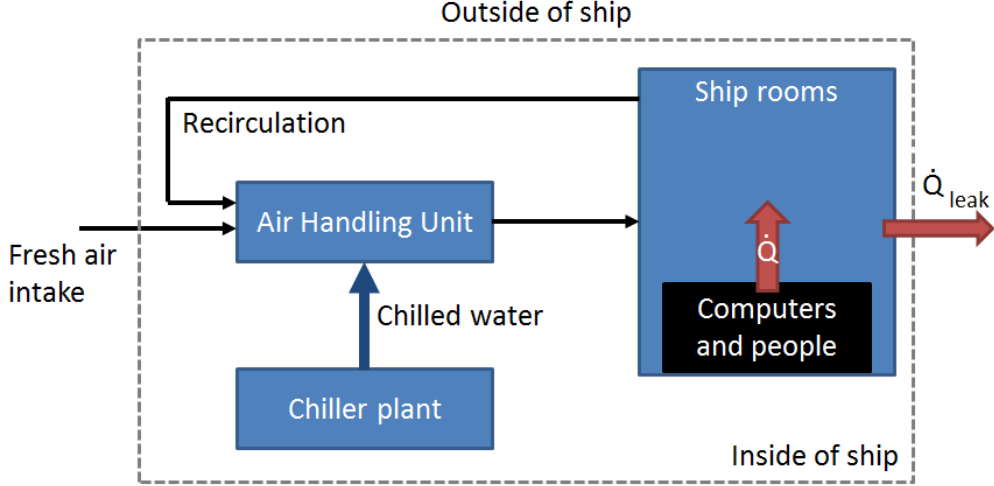 Outside of ship
Ship rooms
Recirculation
Q̇
leak
Air Handling Unit
Fresh air
intake
Q̇
Chilled water
Computers
and people
Chiller plant
Inside of ship